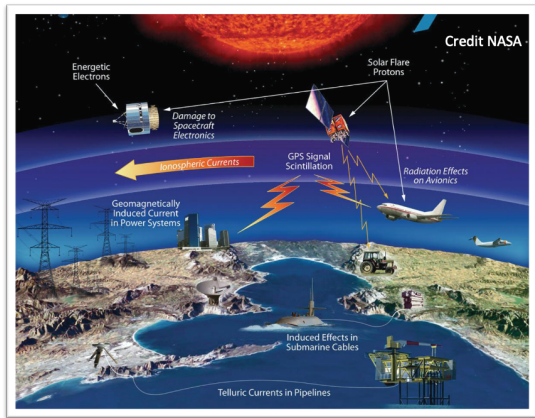 Credit NASA
Solar Flare
Protons
Energetic
Electrons
Damage to
Spacecraft
Electronics
Ionospheric Currents
GPS Signal
Scintillation
Radiation Effects
on Avionics
Geomagnetically
Induced Current
in Power Systems
Induced Effects in
Submarine Cables
Telluric Currents in Pipelines